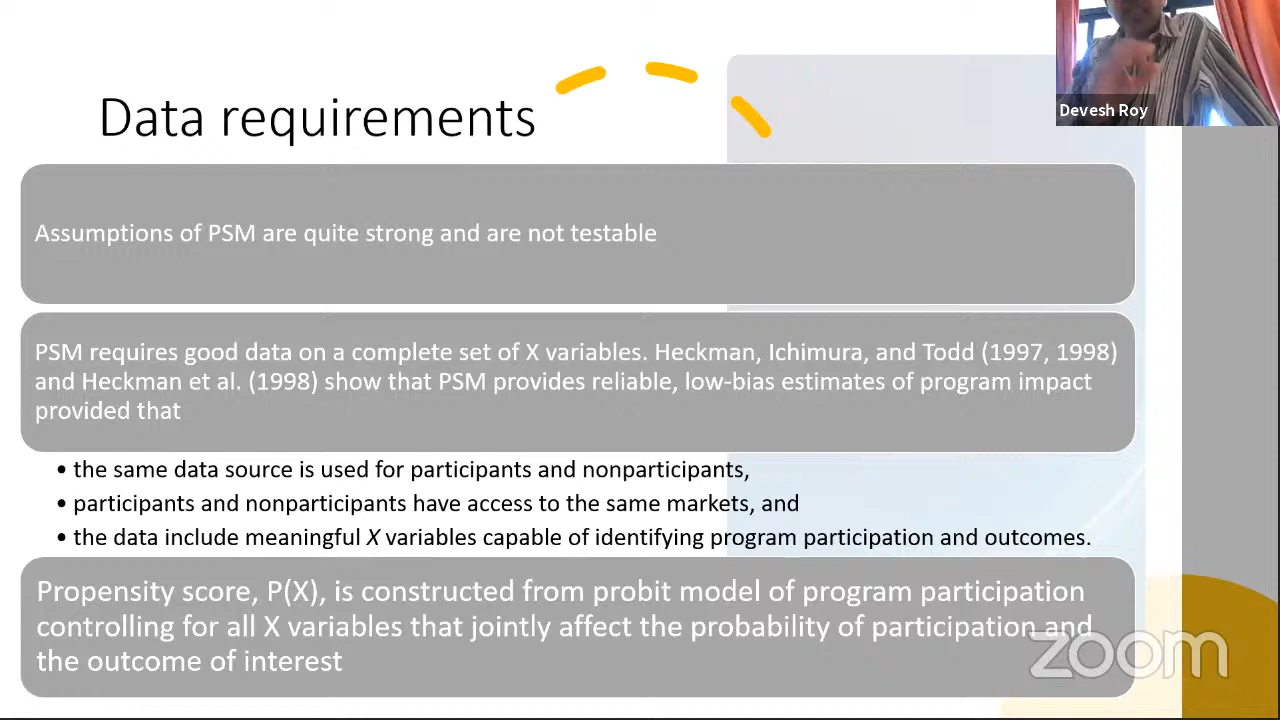 Devesh Roy
Data requirements
Assumptions of PSM are quite strong and are not testable
PSM requires good data on a complete set of X variables. Heckman, Ichimura, and Todd (1997, 1998)
and Heckman et al. (1998) show that PSM provides reliable, low-bias estimates of program impact
provided that
• the same data source is used for participants and nonparticipants,
• participants and nonparticipants have access to the same markets, and
• the data include meaningful X variables capable of identifying program participation and outcomes.
Propensity score, P(X), is constructed from probit model of program participation
controlling for all X variables that jointly affect the probability of participation and
the outcome of interest
zoom